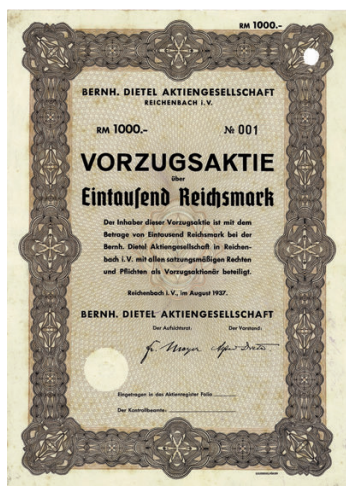 RM 1000.-
BERNH. DIETEL AKTIENGESELLSCHAFT
REICHENBACH i.V.
RM 1000.- № 001
VORZUGSAKTIE
über
Eintausend Reichsmark
Der Inhaber dieser Vorzugsaktie ist mit dem
Betrage von Eintausend Reichsmark bei der
Bernh. Dietel Aktiengesellschaft in Reichen-
bach i.V. mit allen satzungsmäßigen Rechten
und Pflichten als Vorzugsaktionär beteiligt.
Reichenbach i.V., im August 1937.
BERNH. DIETEL AKTIENGESELLSCHAFT
Der Aufsichtsrat: Der Vorstand:
Eingetragen in das Aktienregister Folio
Der Kontrollbeamte: